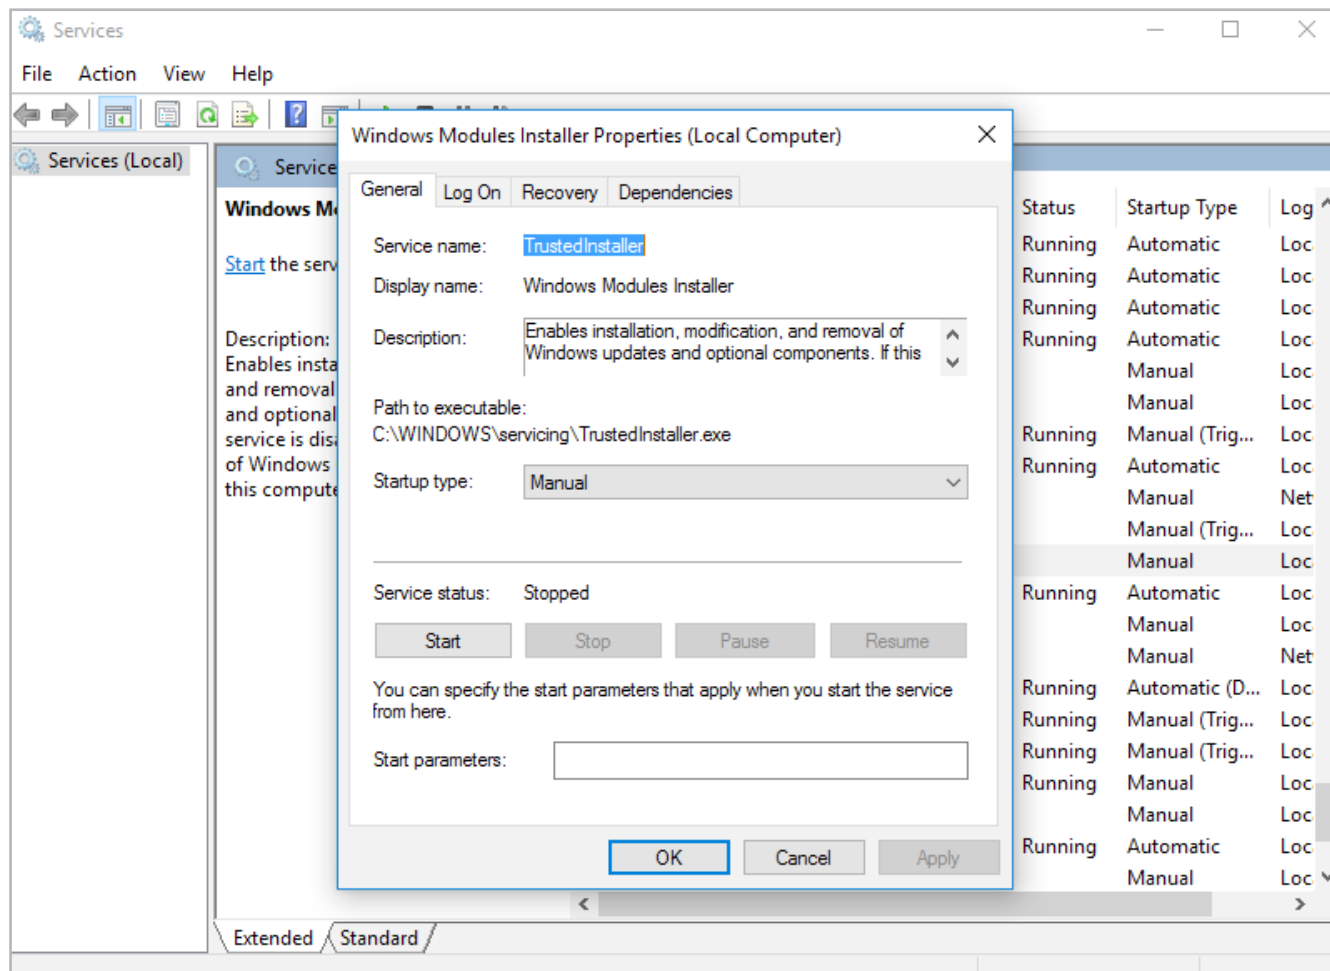 Services
File Action View Help
Services (Local)
Service
Windows Mo
Start the serv
Description:
Enables insta
and removal
and optional
service is disa
of Windows
this compute
Windows Modules Installer Properties (Local Computer)
General Log On Recovery Dependencies
Service name: TrustedInstaller
Display name: Windows Modules Installer
Description: Enables installation, modification, and removal of
Windows updates and optional components. If this
Path to executable:
C:\WINDOWS\servicing\TrustedInstaller.exe
Startup type: Manual
Service status: Stopped
Start Stop Pause Resume
You can specify the start parameters that apply when you start the service
from here.
Start parameters:
OK Cancel Apply
Status Startup Type Log
Running Automatic Loc
Running Automatic Loc
Running Automatic Loc
Running Automatic Loc
Manual Loc
Manual Loc
Running Manual (Trig... Loc
Running Automatic Loc
Manual Net
Manual (Trig... Loc
Manual Loc
Running Automatic Loc
Manual Loc
Manual Net
Running Automatic (D... Loc
Running Manual (Trig... Loc
Running Manual (Trig... Loc
Running Manual Loc
Manual Loc
Running Automatic Loc
Manual Loc
Extended Standard